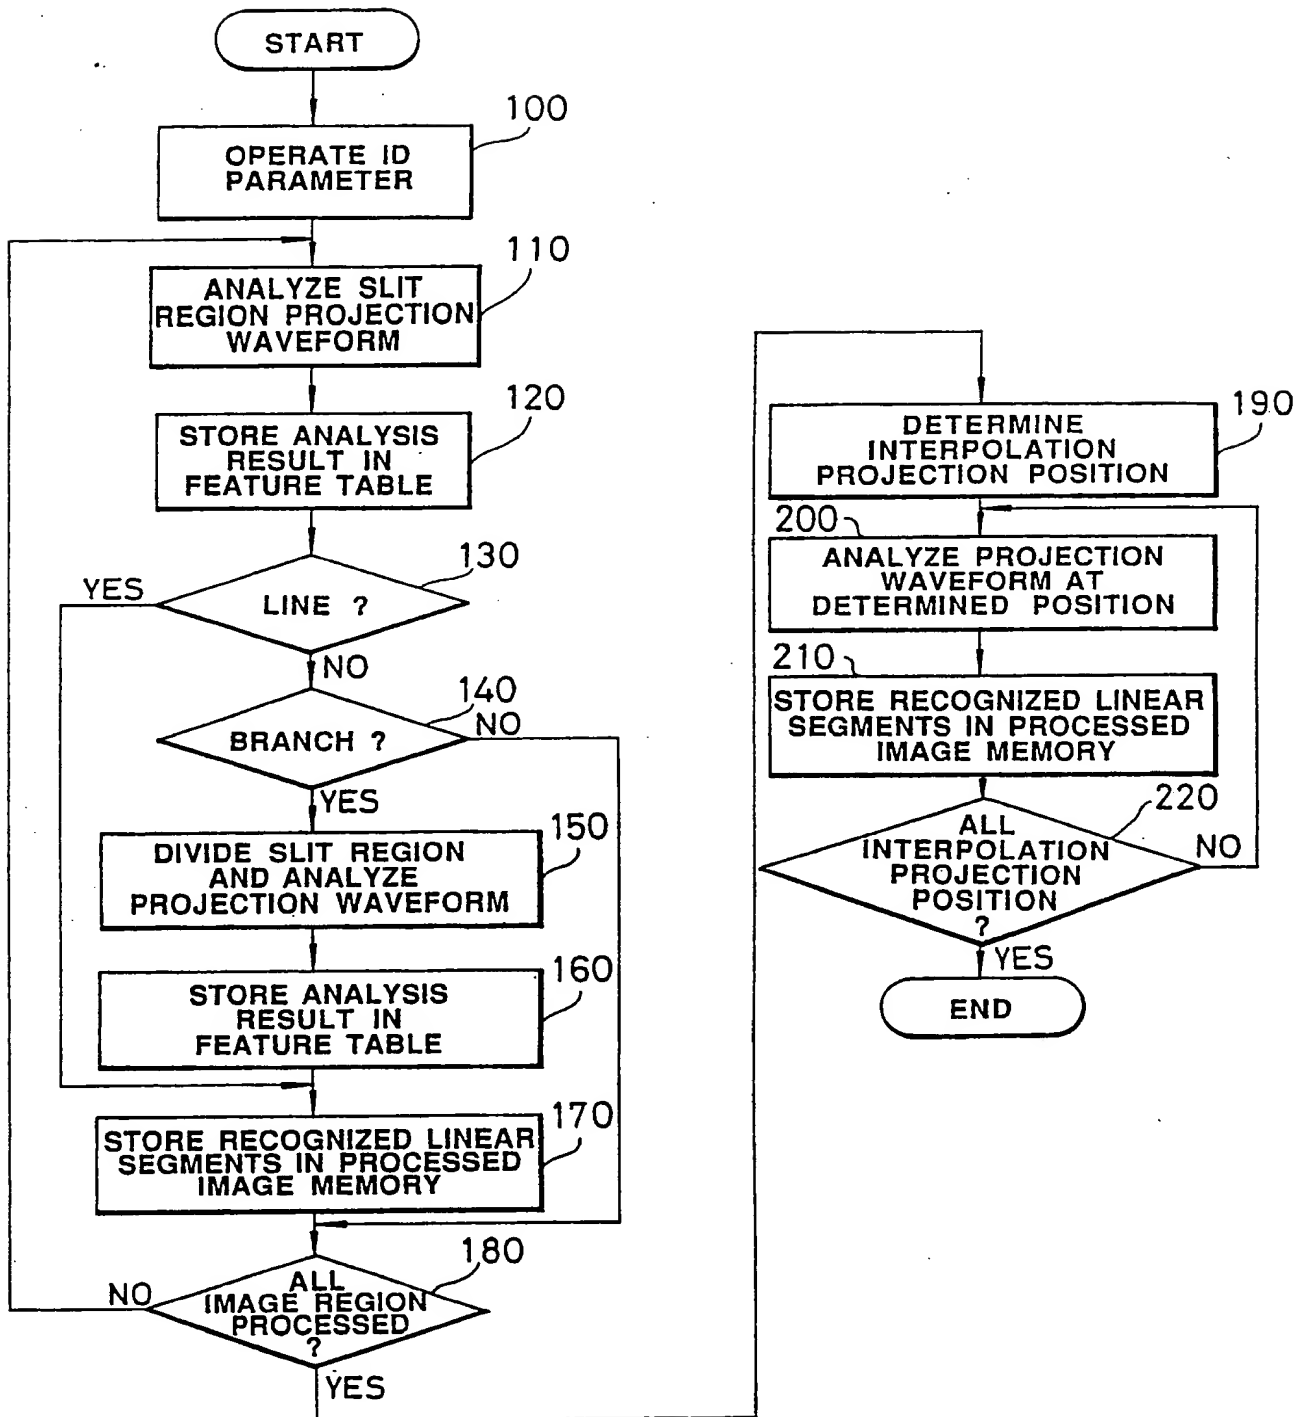 START
100
OPERATE ID
PARAMETER
110
ANALYZE SLIT
REGION PROJECTION
WAVEFORM
120
STORE ANALYSIS
RESULT IN
FEATURE TABLE
130
YES
LINE ?
NO
140
NO
BRANCH ?
YES
150
DIVIDE SLIT REGION
AND ANALYZE
PROJECTION WAVEFORM
160
STORE ANALYSIS
RESULT IN
FEATURE TABLE
170
STORE RECOGNIZED LINEAR
SEGMENTS IN PROCESSED
IMAGE MEMORY
180
NO
ALL
IMAGE REGION
PROCESSED
?
YES
190
DETERMINE
INTERPOLATION
PROJECTION POSITION
200
ANALYZE PROJECTION
WAVEFORM AT
DETERMINED POSITION
210
STORE RECOGNIZED LINEAR
SEGMENTS IN PROCESSED
IMAGE MEMORY
220
ALL
INTERPOLATION
PROJECTION
POSITION
?
NO
YES
END